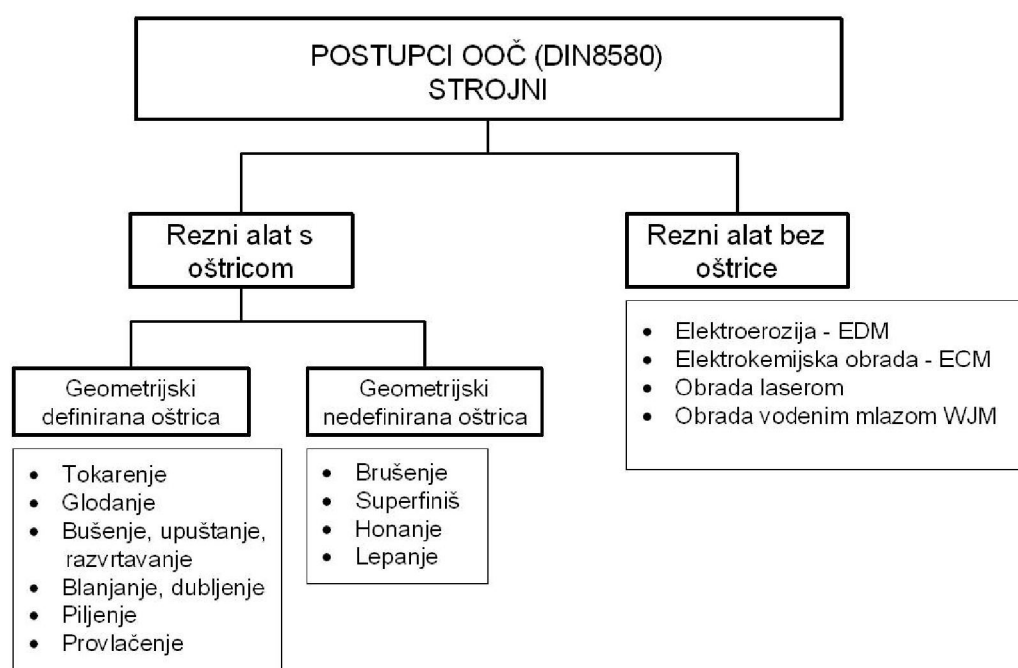 POSTUPCI OOČ (DIN8580)
STROJNI
Rezni alat s
oštricom
Rezni alat bez
oštrice
Geometrijski
definirana oštrica
Geometrijski
nedefinirana oštrica
• Elektroerozija - EDM
• Elektrokemijska obrada - ECM
• Obrada laserom
• Obrada vodenim mlazom WJM
• Tokarenje
• Glodanje
• Bušenje, upuštanje,
razvrtavanje
• Blanjanje, dubljenje
• Piljenje
• Provlačenje
• Brušenje
• Superfiniš
• Honanje
• Lepanje